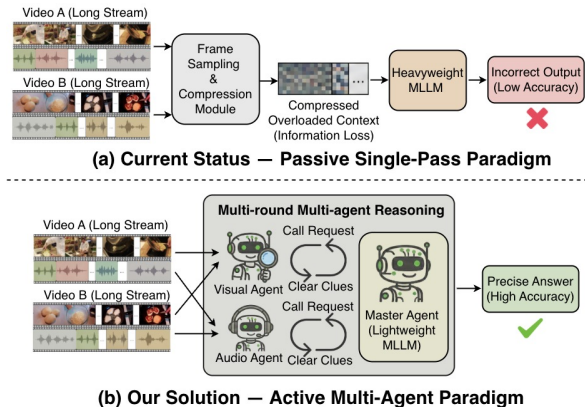 Video A (Long Stream)
Video B (Long Stream)
Frame
Sampling
&
Compression
Module
...
Compressed
Overloaded Context
(Information Loss)
Heavyweight
MLLM
Incorrect Output
(Low Accuracy)
(a) Current Status — Passive Single-Pass Paradigm
Video A (Long Stream)
Video B (Long Stream)
Multi-round Multi-agent Reasoning
Visual Agent
Call Request
Clear Clues
Audio Agent
Call Request
Clear Clues
Master Agent
(Lightweight
MLLM)
Precise Answer
(High Accuracy)
(b) Our Solution — Active Multi-Agent Paradigm